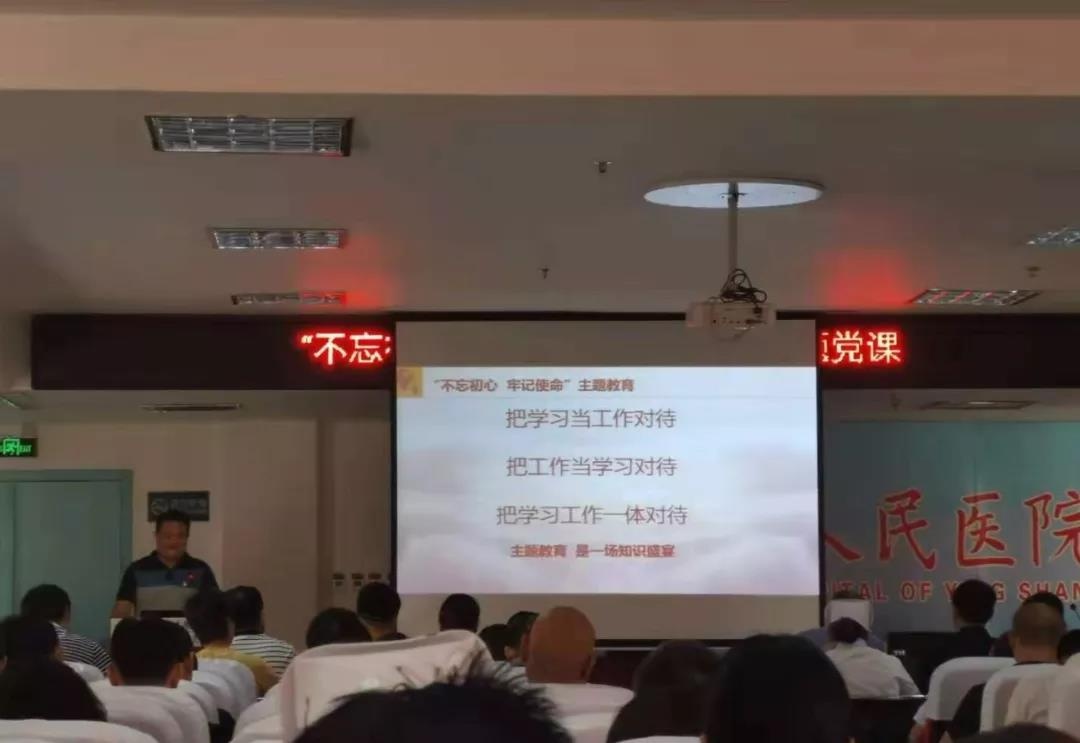 "不忘
党课
"不忘初心 牢记使命"主题教育
把学习当工作对待
把工作当学习对待
把学习工作一体对待
主题教育 是一场知识盛宴
人民医院
OF